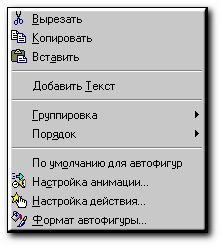 Вырезать
Копировать
Вставить
Добавить Текст
Группировка
Порядок
По умолчанию для автофигур
Настройка анимации...
Настройка действия...
Формат автофигуры...